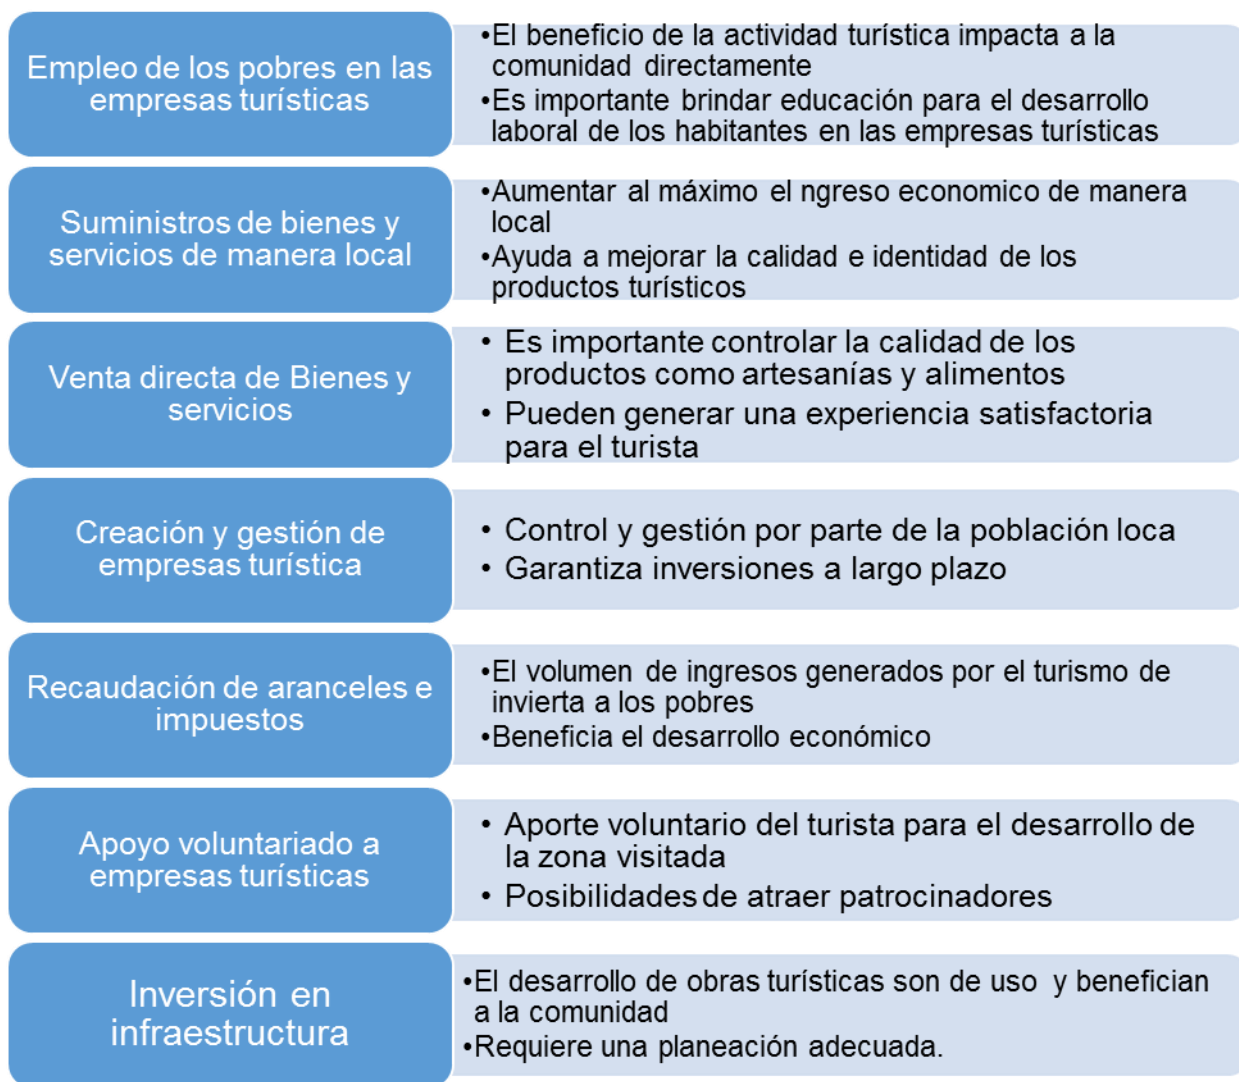 Empleo de los pobres en las
empresas turísticas
•El beneficio de la actividad turística impacta a la
comunidad directamente
•Es importante brindar educación para el desarrollo
laboral de los habitantes en las empresas turísticas
Suministros de bienes y
servicios de manera local
•Aumentar al máximo el ngreso economico de manera
local
•Ayuda a mejorar la calidad e identidad de los
productos turísticos
Venta directa de Bienes y
servicios
• Es importante controlar la calidad de los
productos como artesanías y alimentos
• Pueden generar una experiencia satisfactoria
para el turista
Creación y gestión de
empresas turística
• Control y gestión por parte de la población loca
• Garantiza inversiones a largo plazo
Recaudación de aranceles e
impuestos
•El volumen de ingresos generados por el turismo de
invierta a los pobres
•Beneficia el desarrollo económico
Apoyo voluntariado a
empresas turísticas
• Aporte voluntario del turista para el desarrollo de
la zona visitada
• Posibilidades de atraer patrocinadores
Inversión en
infraestructura
•El desarrollo de obras turísticas son de uso y benefician
a la comunidad
•Requiere una planeación adecuada.